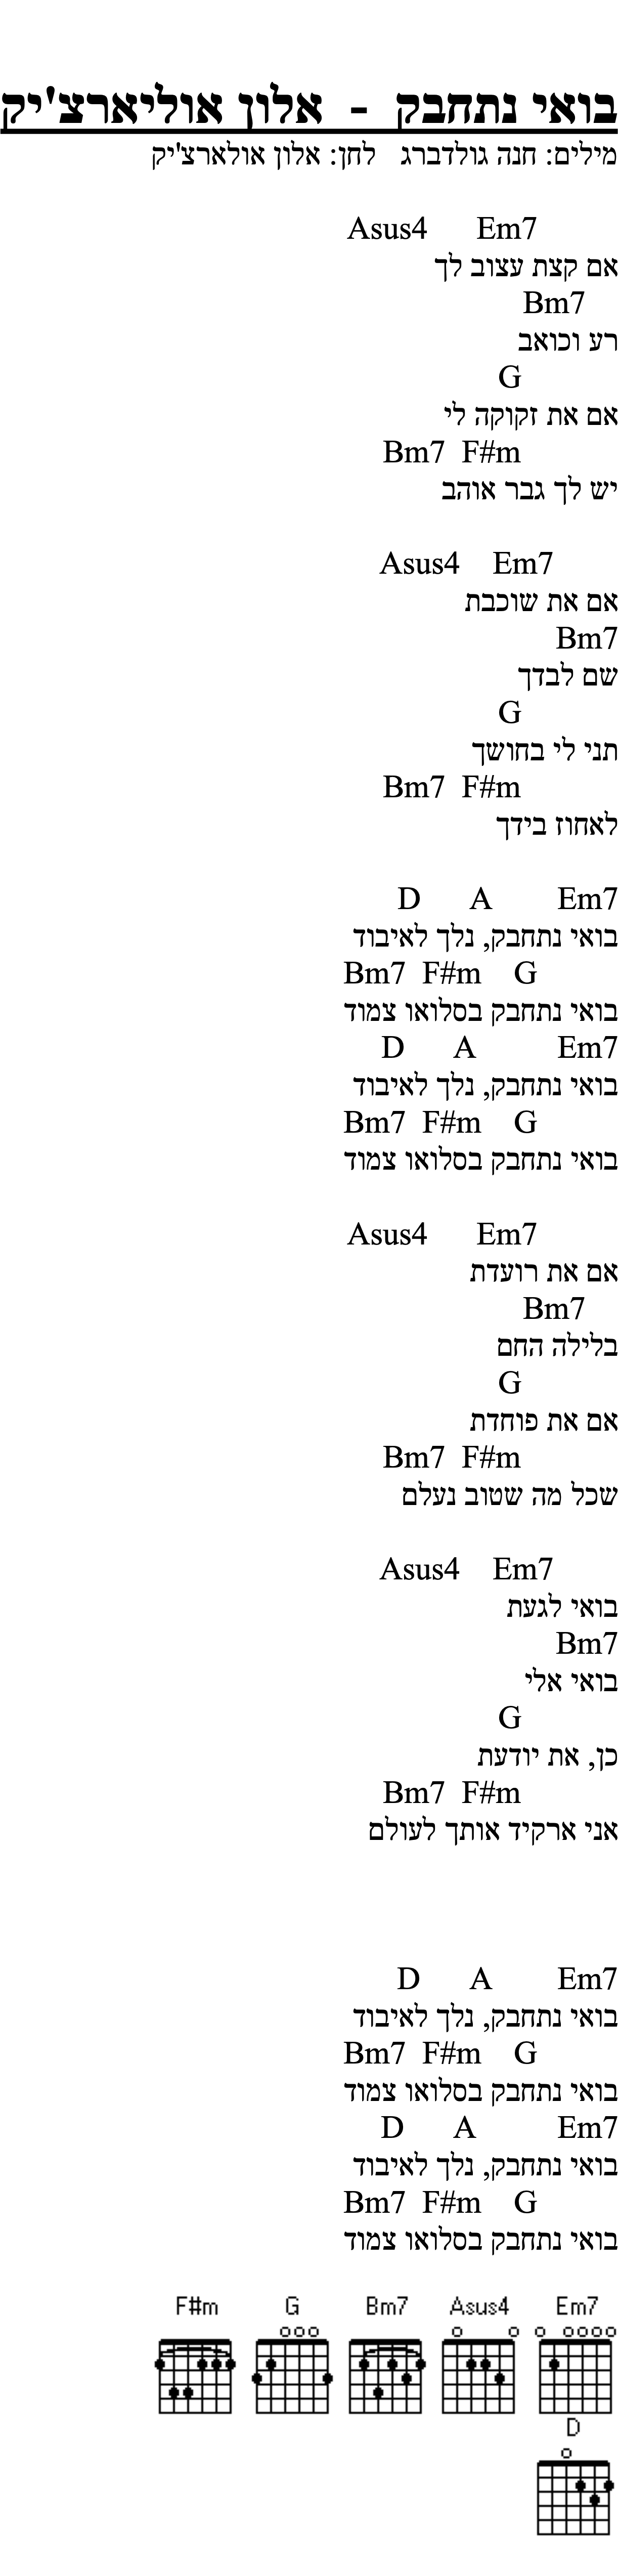 בואי נתחבק - אלון אוליארצ'יק
מילים: חנה גולדברג לחן: אלון אולארצ'יק
Asus4 Em7
אם קצת עצוב לך
Bm7
רע וכואב
G
אם את זקוקה לי
Bm7 F#m
יש לך גבר אוהב
Asus4 Em7
אם את שוכבת
Bm7
שם לבדך
G
תני לי בחושך
Bm7 F#m
לאחוז בידך
D A Em7
בואי נתחבק, נלך לאיבוד
Bm7 F#m G
בואי נתחבק בסלואו צמוד
D A Em7
בואי נתחבק, נלך לאיבוד
Bm7 F#m G
בואי נתחבק בסלואו צמוד
Asus4 Em7
אם את רועדת
Bm7
בלילה החם
G
אם את פוחדת
Bm7 F#m
שכל מה שטוב נעלם
Asus4 Em7
בואי לגעת
Bm7
בואי אלי
G
כן, את יודעת
Bm7 F#m
אני ארקיד אותך לעולם
D A Em7
בואי נתחבק, נלך לאיבוד
Bm7 F#m G
בואי נתחבק בסלואו צמוד
D A Em7
בואי נתחבק, נלך לאיבוד
Bm7 F#m G
בואי נתחבק בסלואו צמוד
F#m G Bm7 Asus4 Em7
D